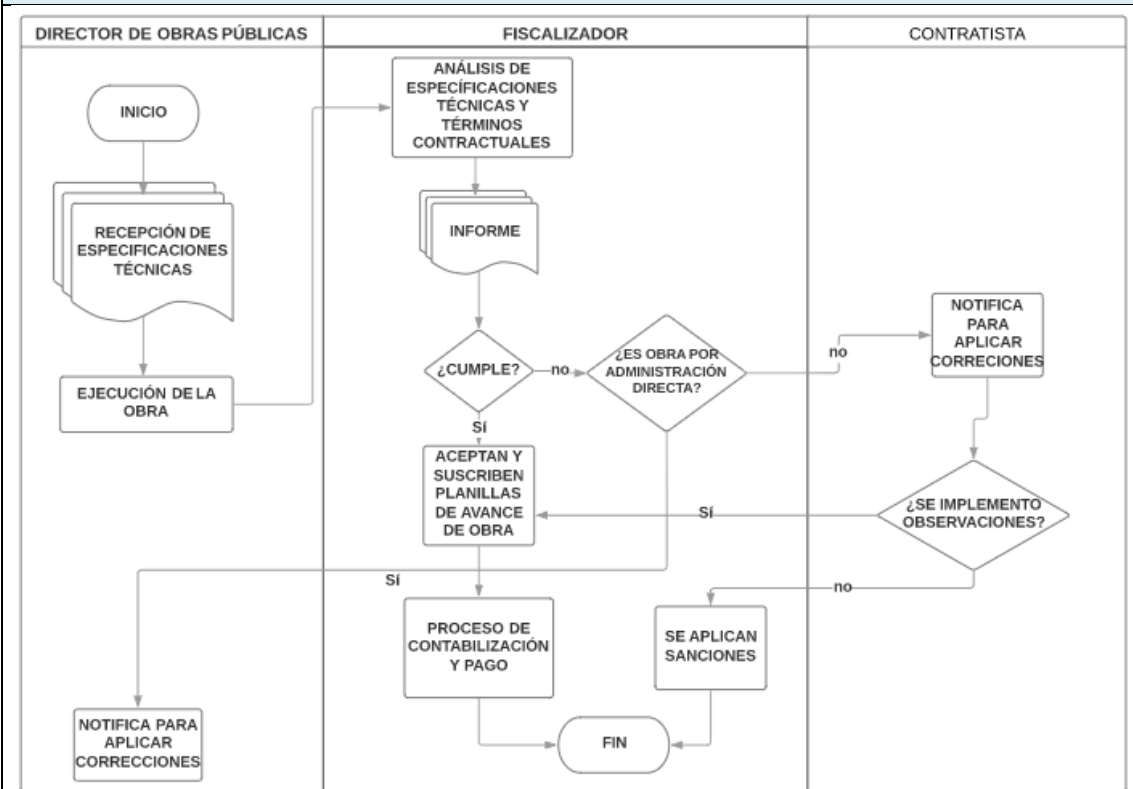 DIRECTOR DE OBRAS PÚBLICAS
FISCALIZADOR
CONTRATISTA
INICIO
RECEPCIÓN DE
ESPECIFICACIONES
TÉCNICAS
EJECUCIÓN DE LA
OBRA
ANÁLISIS DE
ESPECÍFICACIONES
TÉCNICAS Y
TÉRMINOS
CONTRACTUALES
INFORME
¿CUMPLE?
no
¿ES OBRA POR
ADMINISTRACIÓN
DIRECTA?
no
NOTIFICA
PARA
APLICAR
CORRECIONES
Sí
ACEPTAN Y
SUSCRIBEN
PLANILLAS
DE AVANCE
DE OBRA
Sí
¿SE IMPLEMENTO
OBSERVACIONES?
Sí
no
PROCESO DE
CONTABILIZACIÓN
Y PAGO
SE APLICAN
SANCIONES
NOTIFICA PARA
APLICAR
CORRECCIONES
FIN